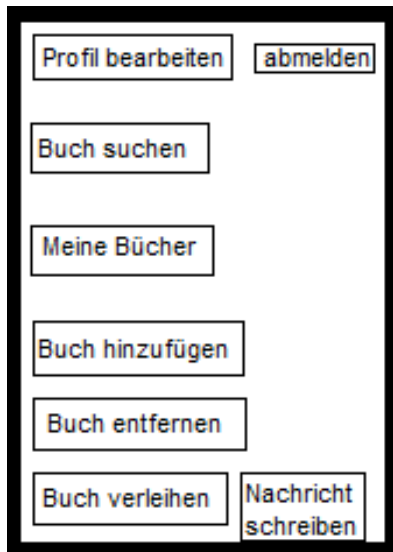 Profil bearbeiten
abmelden
Buch suchen
Meine Bücher
Buch hinzufügen
Buch entfernen
Buch verleihen
Nachricht
schreiben